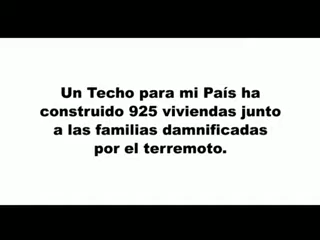 Un Techo para mi País ha
construido 925 viviendas junto
a las familias damnificadas
por el terremoto.